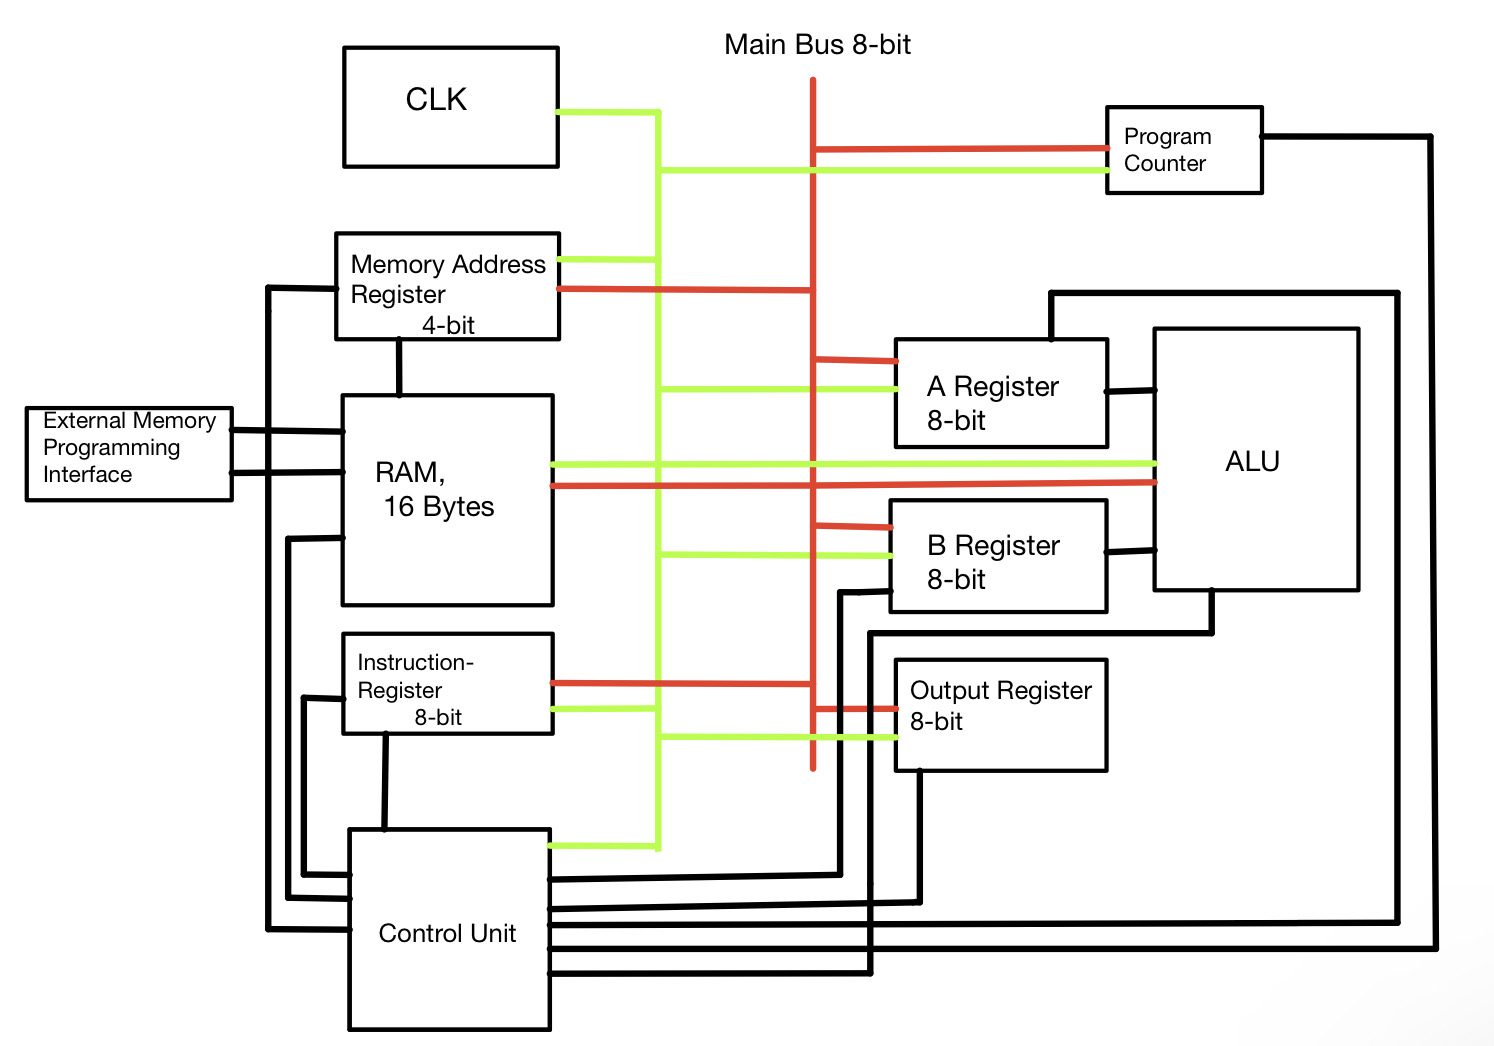 Main Bus 8-bit
CLK
Program
Counter
Memory Address
Register
4-bit
A Register
8-bit
External Memory
Programming
Interface
RAM,
16 Bytes
ALU
B Register
8-bit
Instruction-
Register
8-bit
Output Register
8-bit
Control Unit